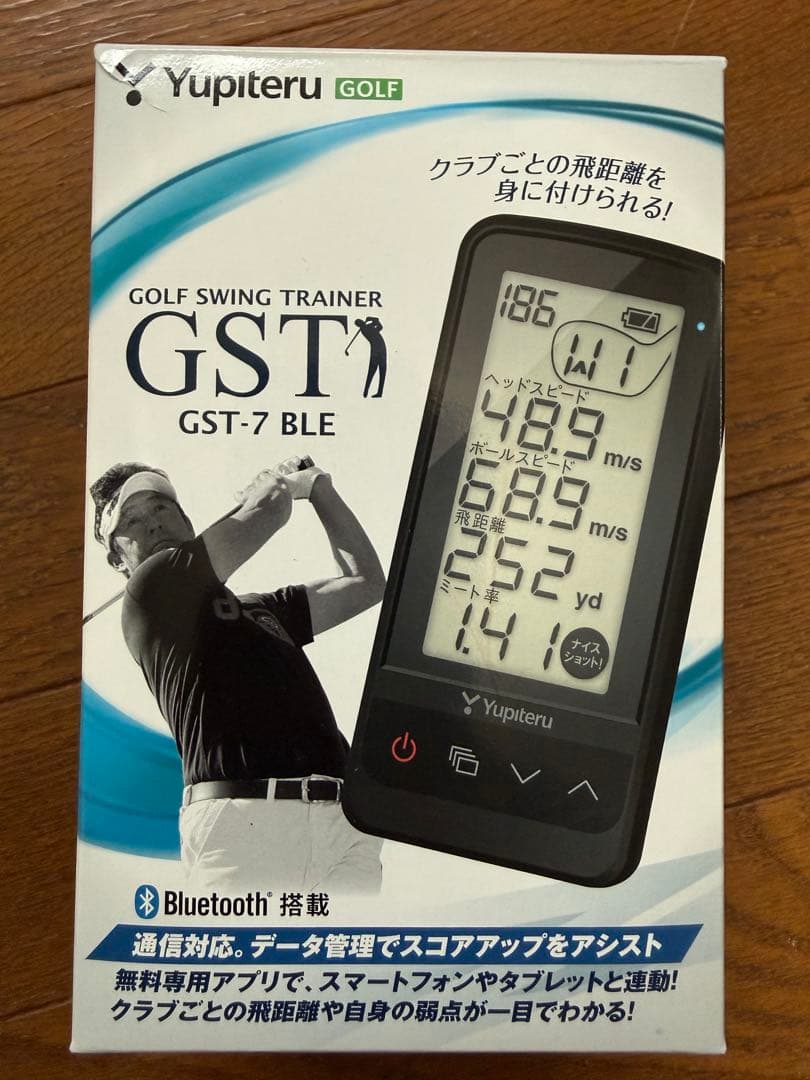 Yupiteru GOLF
クラブごとの飛距離を
身に付けられる!
GOLF SWING TRAINER
GST
GST-7 BLE
186
W1
ヘッドスピード
48.9 m/s
ボールスピード
68.9 m/s
飛距離
252 yd
ミート率
1.41
ナイス
ショット!
Yupiteru
Bluetooth® 搭載
通信対応。データ管理でスコアアップをアシスト
無料専用アプリで、スマートフォンやタブレットと連動!
クラブごとの飛距離や自身の弱点が一目でわかる!